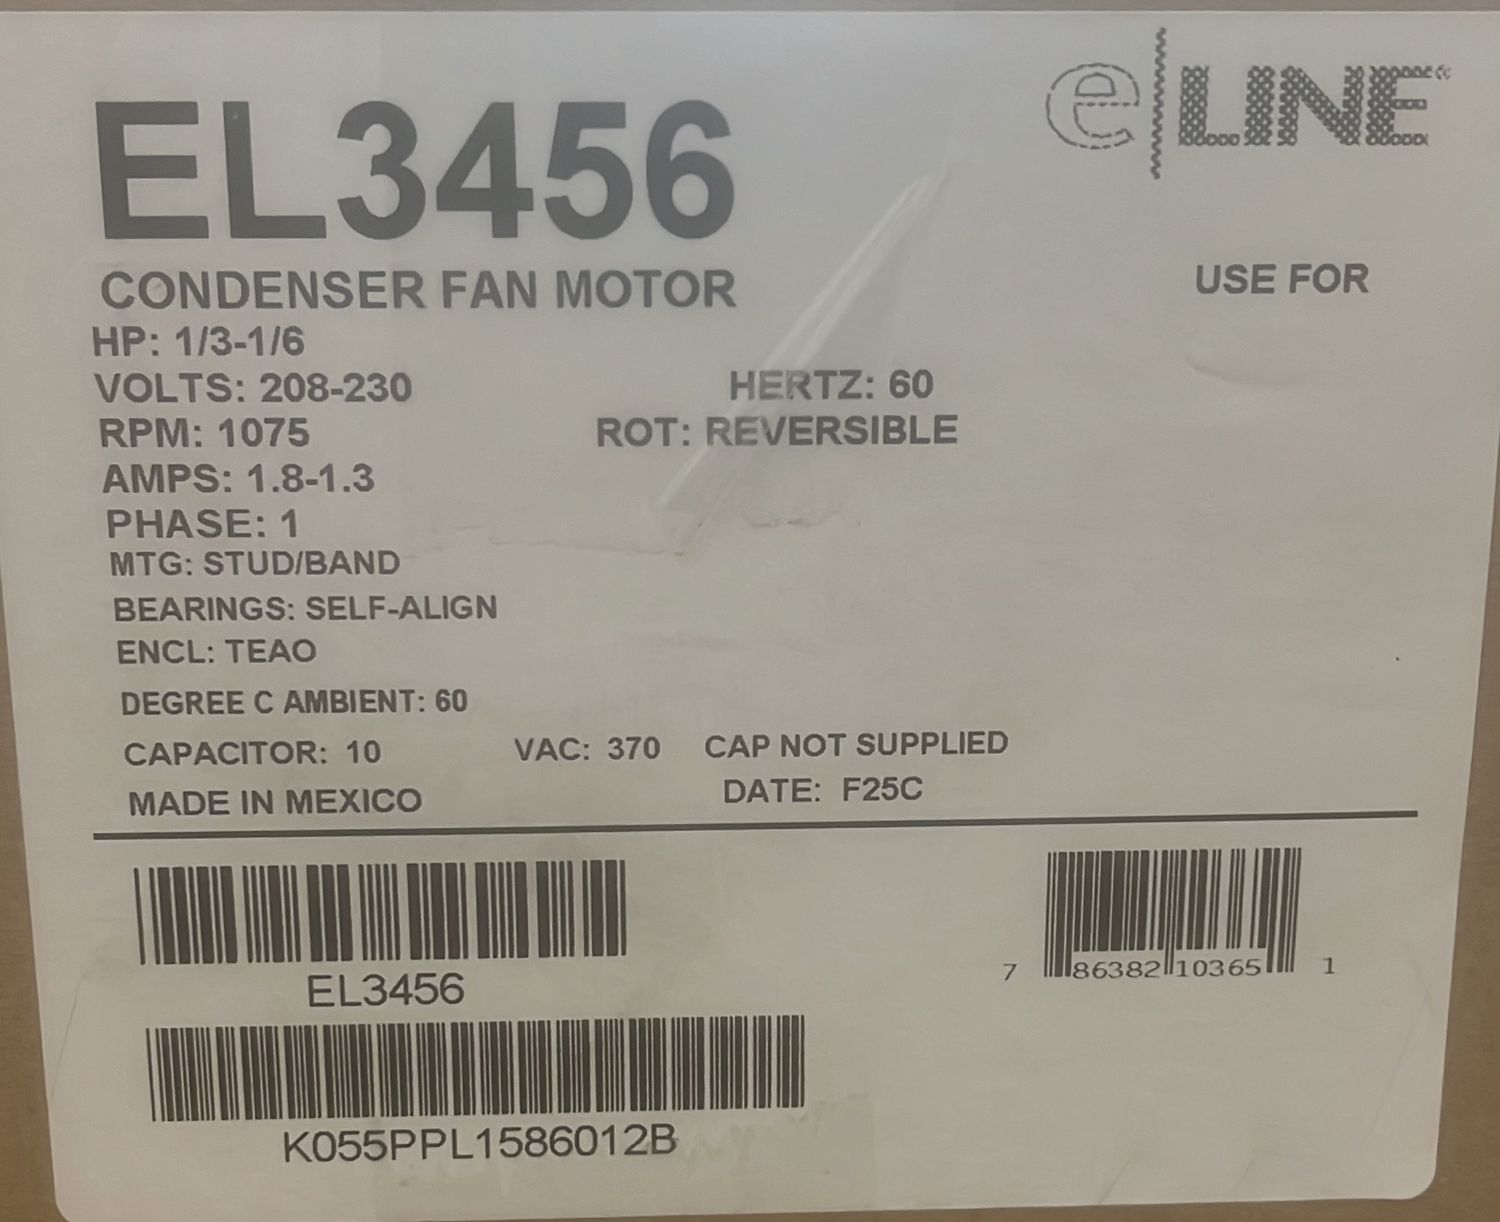 EL3456
e|LINE®
CONDENSER FAN MOTOR
USE FOR
HP: 1/3-1/6
VOLTS: 208-230
HERTZ: 60
RPM: 1075
ROT: REVERSIBLE
AMPS: 1.8-1.3
PHASE: 1
MTG: STUD/BAND
BEARINGS: SELF-ALIGN
ENCL: TEAO
DEGREE C AMBIENT: 60
CAPACITOR: 10 VAC: 370 CAP NOT SUPPLIED
MADE IN MEXICO
DATE: F25C
EL3456
7 86382 10365 1
K055PPL1586012B